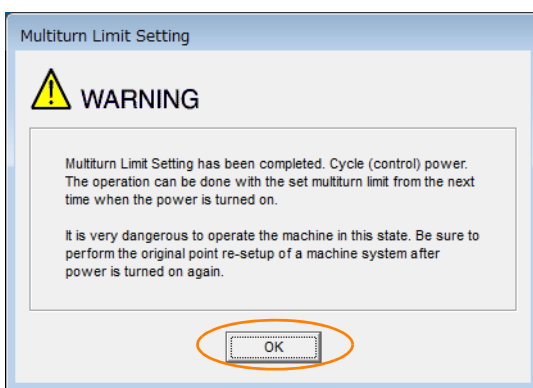 Multiturn Limit Setting
WARNING
Multiturn Limit Setting has been completed. Cycle (control) power.
The operation can be done with the set multiturn limit from the next
time when the power is turned on.
It is very dangerous to operate the machine in this state. Be sure to
perform the original point re-setup of a machine system after
power is turned on again.
OK